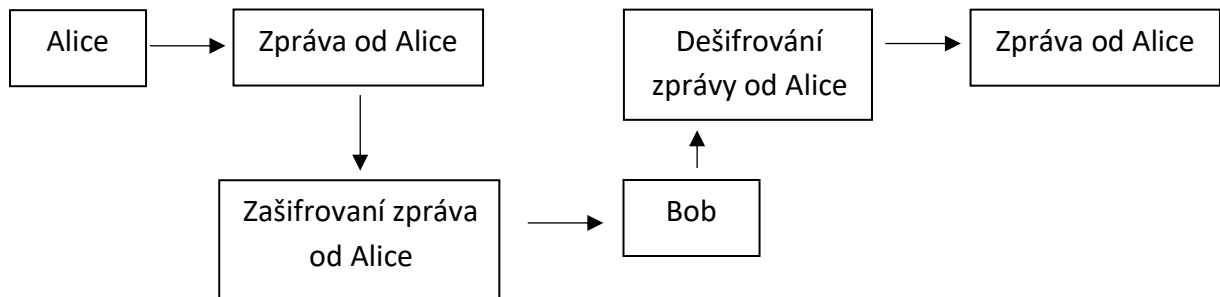 Alice
Zpráva od Alice
Zašifrovaní zpráva
od Alice
Bob
Dešifrování
zprávy od Alice
Zpráva od Alice